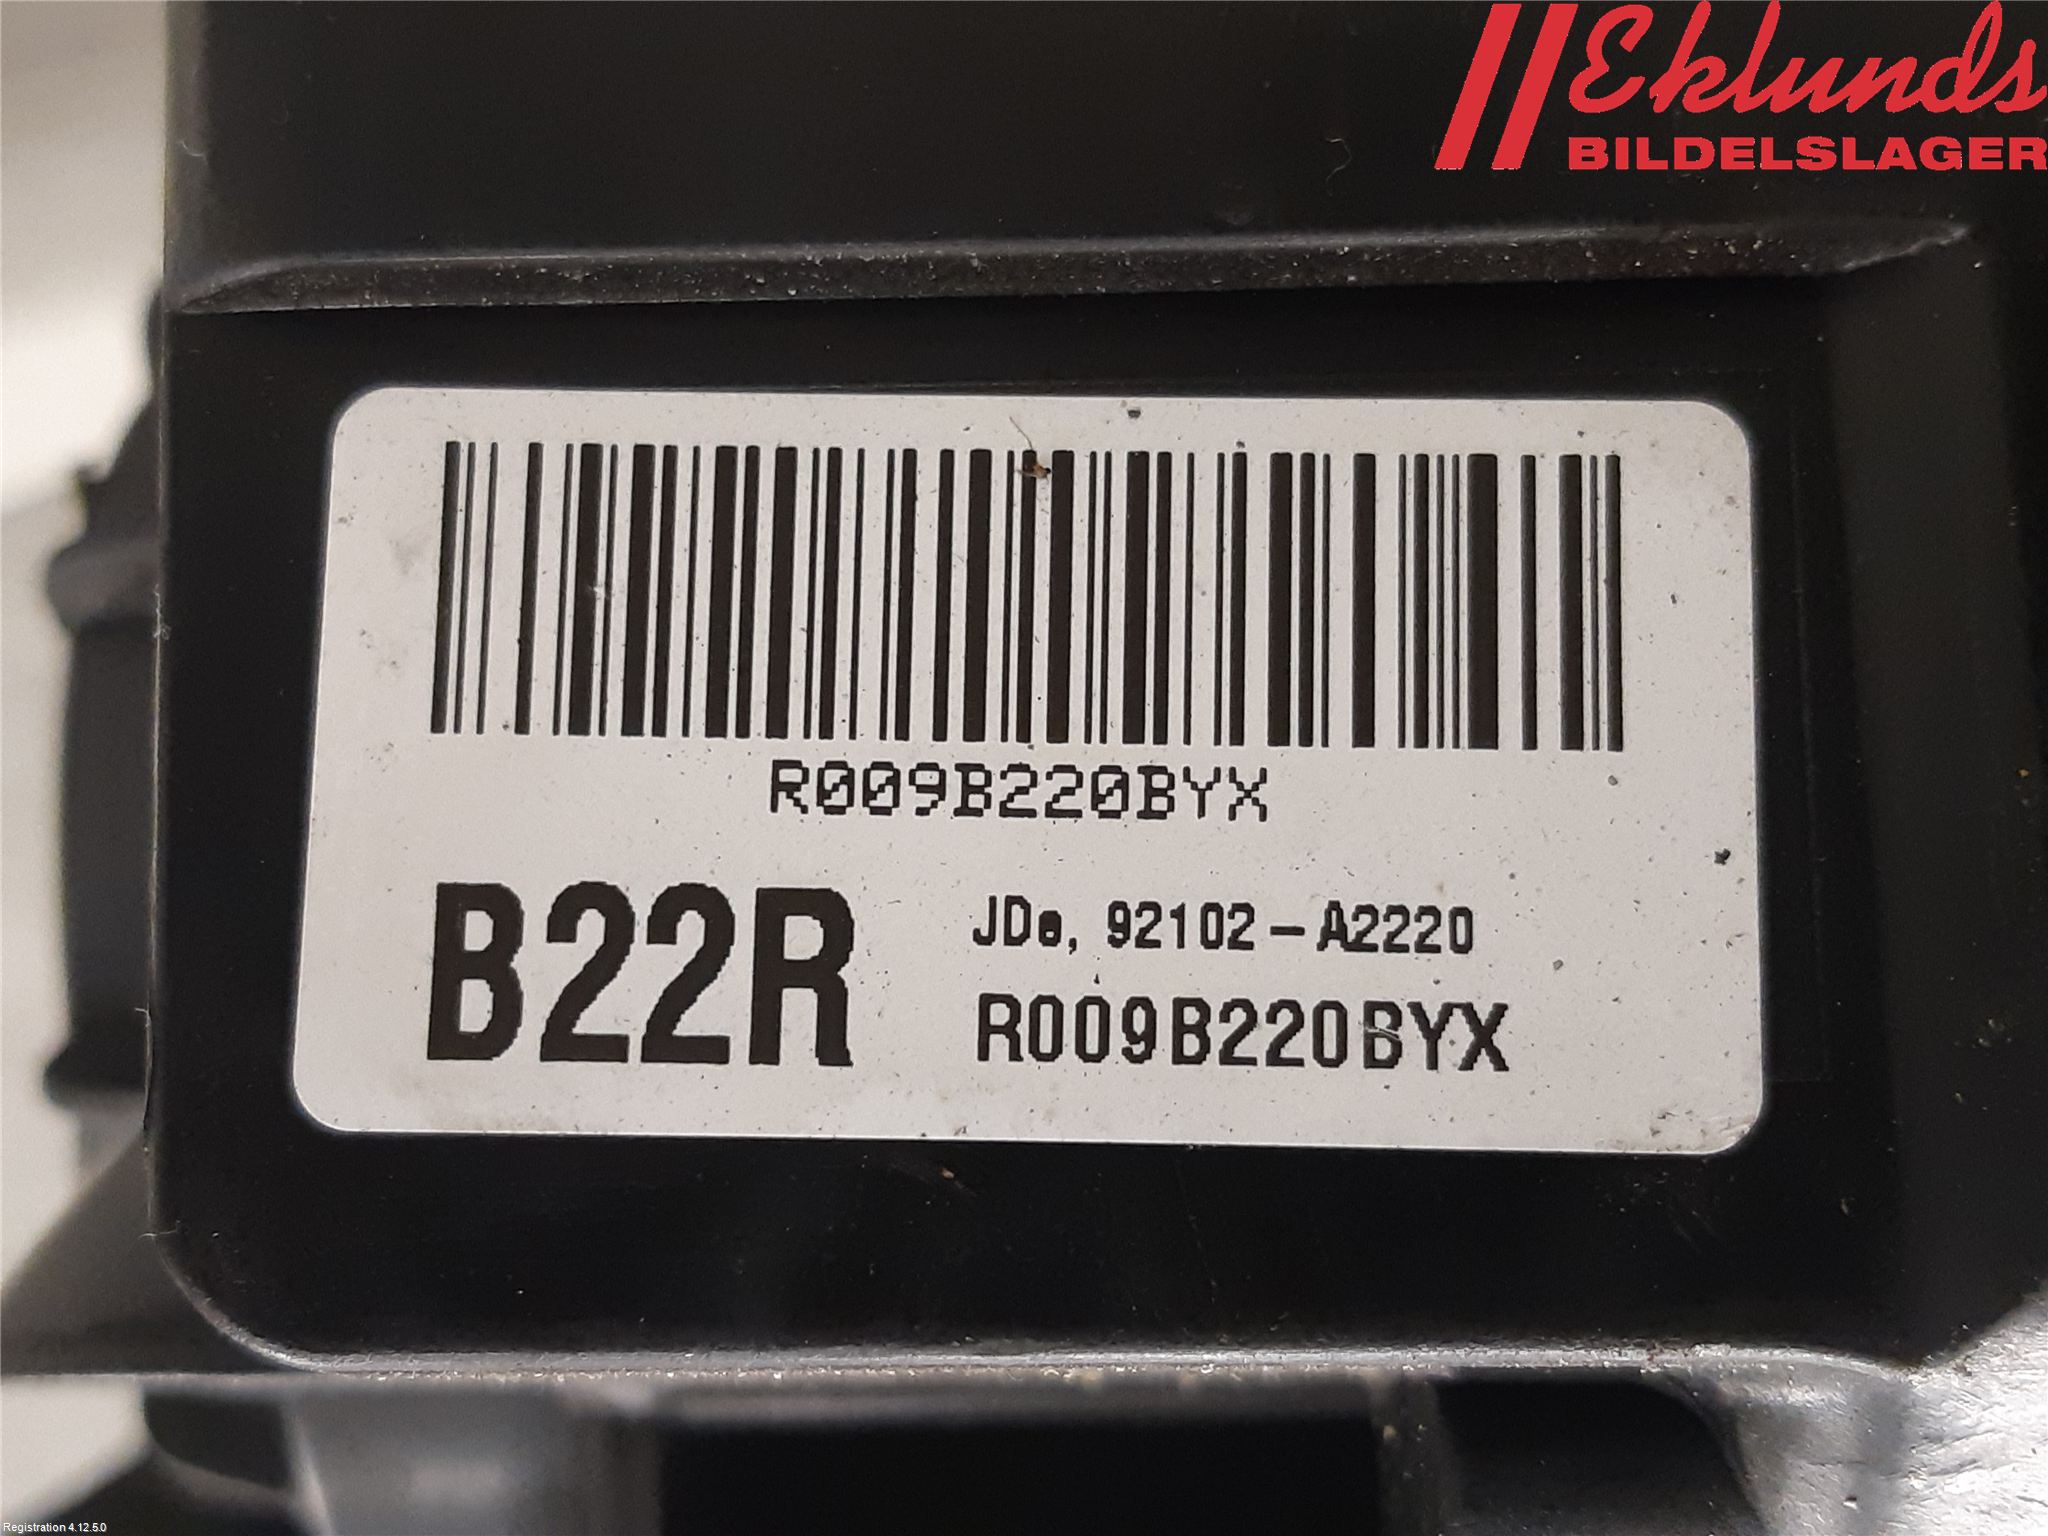 Eklunds
BILDELSLAGER
R009B220BYX
B22R
JDe, 92102-A2220
R009B220BYX
Registration 4.12.5.0